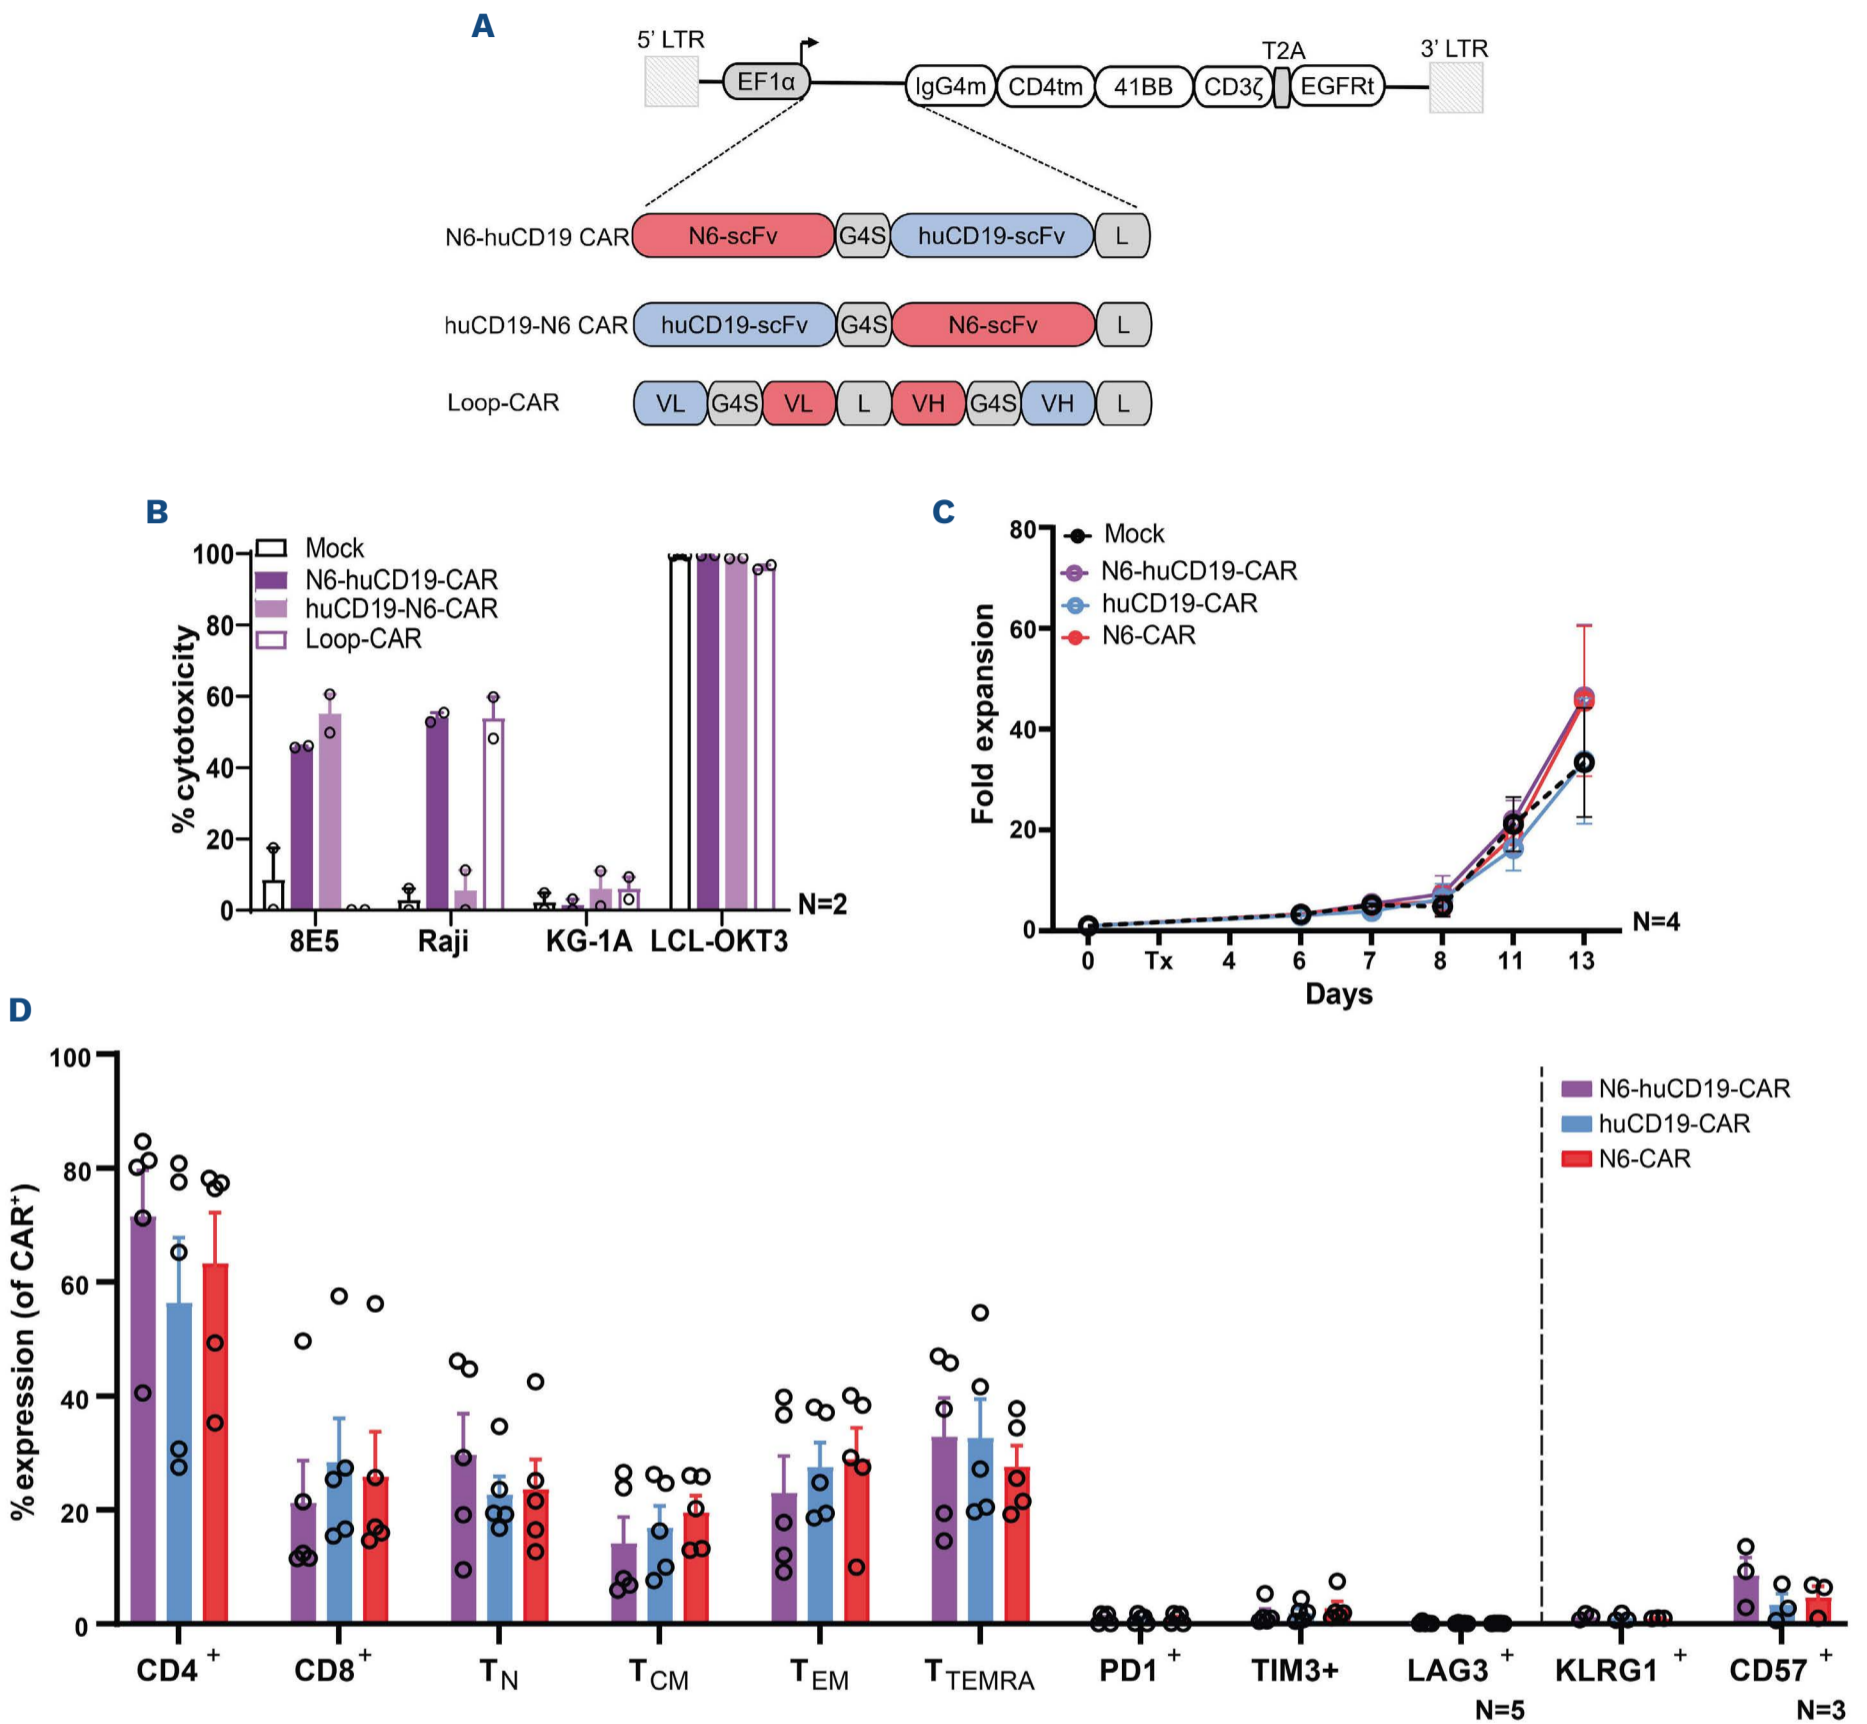 A
5' LTR
EF1α
IgG4m
CD4tm
41BB
CD3ζ
T2A
EGFRt
3' LTR
N6-huCD19 CAR
N6-scFv
G4S
huCD19-scFv
L
huCD19-N6 CAR
huCD19-scFv
G4S
N6-scFv
L
Loop-CAR
VL
G4S
VL
L
VH
G4S
VH
L
B
% cytotoxicity
100
80
60
40
20
0
Mock
N6-huCD19-CAR
huCD19-N6-CAR
Loop-CAR
8E5
Raji
KG-1A
LCL-OKT3
N=2
C
Fold expansion
80
60
40
20
0
Mock
N6-huCD19-CAR
huCD19-CAR
N6-CAR
0
Tx
4
6
7
8
11
13
Days
N=4
D
% expression (of CAR+)
100
80
60
40
20
0
N6-huCD19-CAR
huCD19-CAR
N6-CAR
CD4 +
CD8 +
TN
TCM
TEM
TTEMRA
PD1 +
TIM3+
LAG3 +
KLRG1 +
CD57 +
N=5
N=3